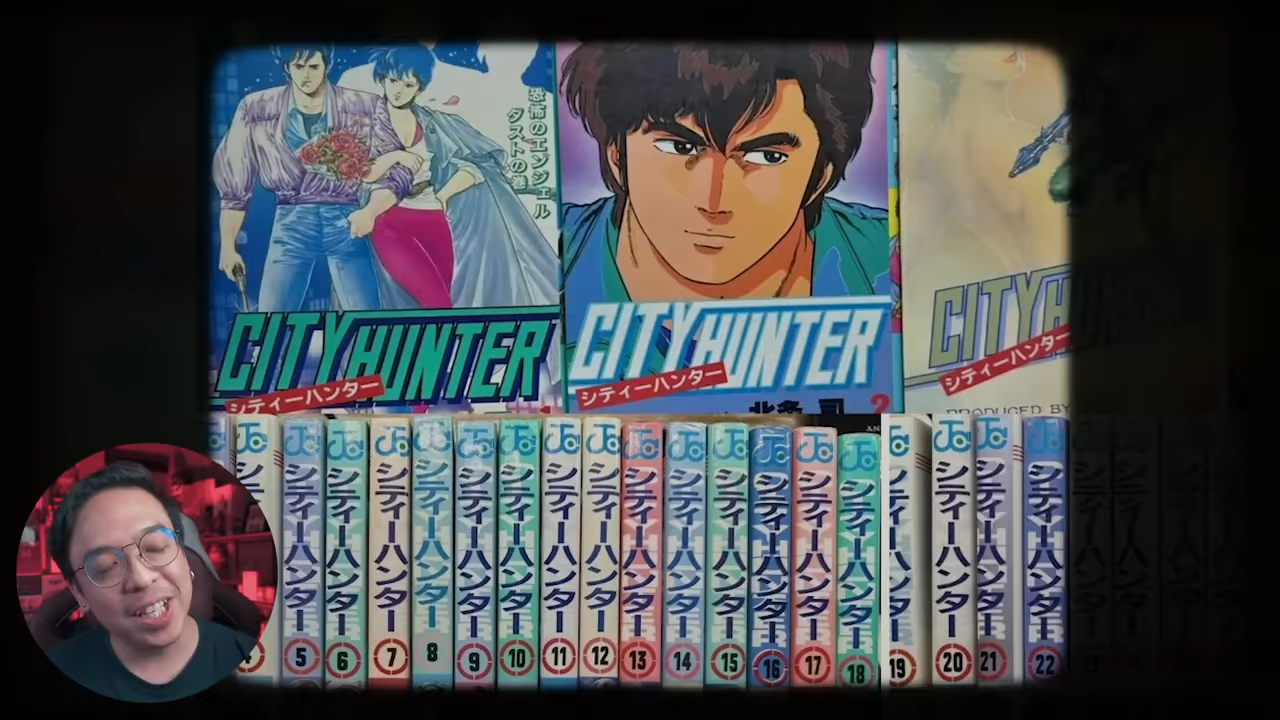 恐怖のエンジェル
ダストの巻
CITY HUNTER
シティーハンター
CITY HUNTER
シティーハンター
北条 司 2
CITY H
シティーハンター
PRODUCED BY
シティーハンター
シティーハンター 5
シティーハンター 6
シティーハンター 7
シティーハンター 8
シティーハンター 9
シティーハンター 10
シティーハンター 11
シティーハンター 12
シティーハンター 13
シティーハンター 14
シティーハンター 15
シティーハンター 16
シティーハンター 17
シティーハンター 18
シティーハンター 19
シティーハンター 20
シティーハンター 21
シティーハンター 22